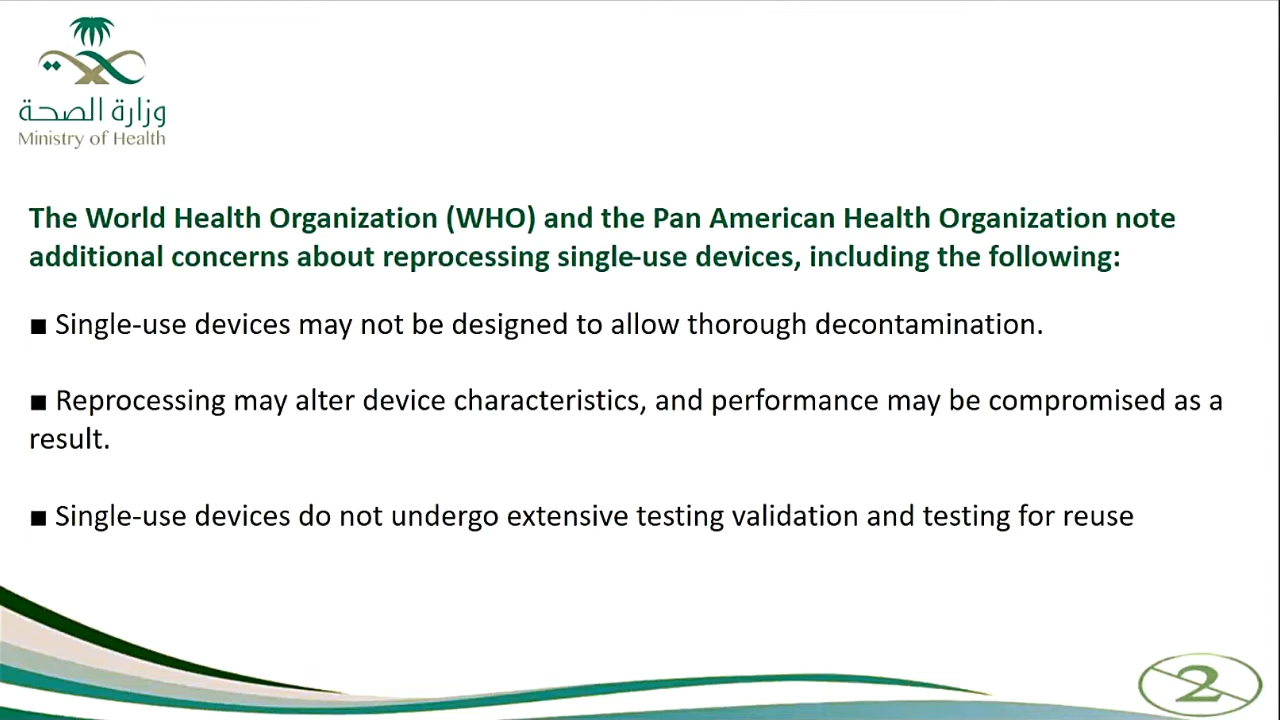 وزارة الصحة
Ministry of Health
The World Health Organization (WHO) and the Pan American Health Organization note
additional concerns about reprocessing single-use devices, including the following:
■ Single-use devices may not be designed to allow thorough decontamination.
■ Reprocessing may alter device characteristics, and performance may be compromised as a
result.
■ Single-use devices do not undergo extensive testing validation and testing for reuse
2